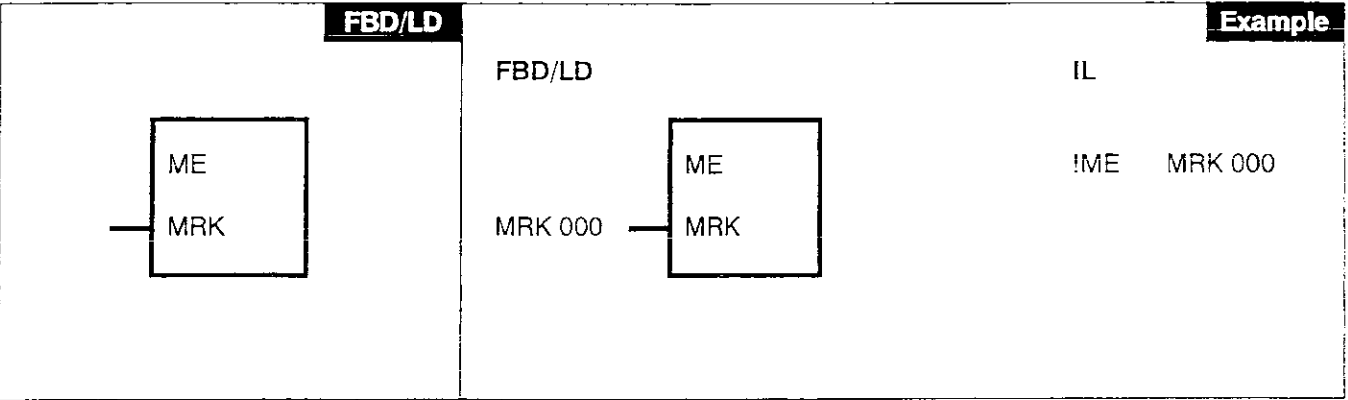 FBD/LD
ME
MRK
Example
FBD/LD
IL
ME
!ME MRK 000
MRK 000 MRK